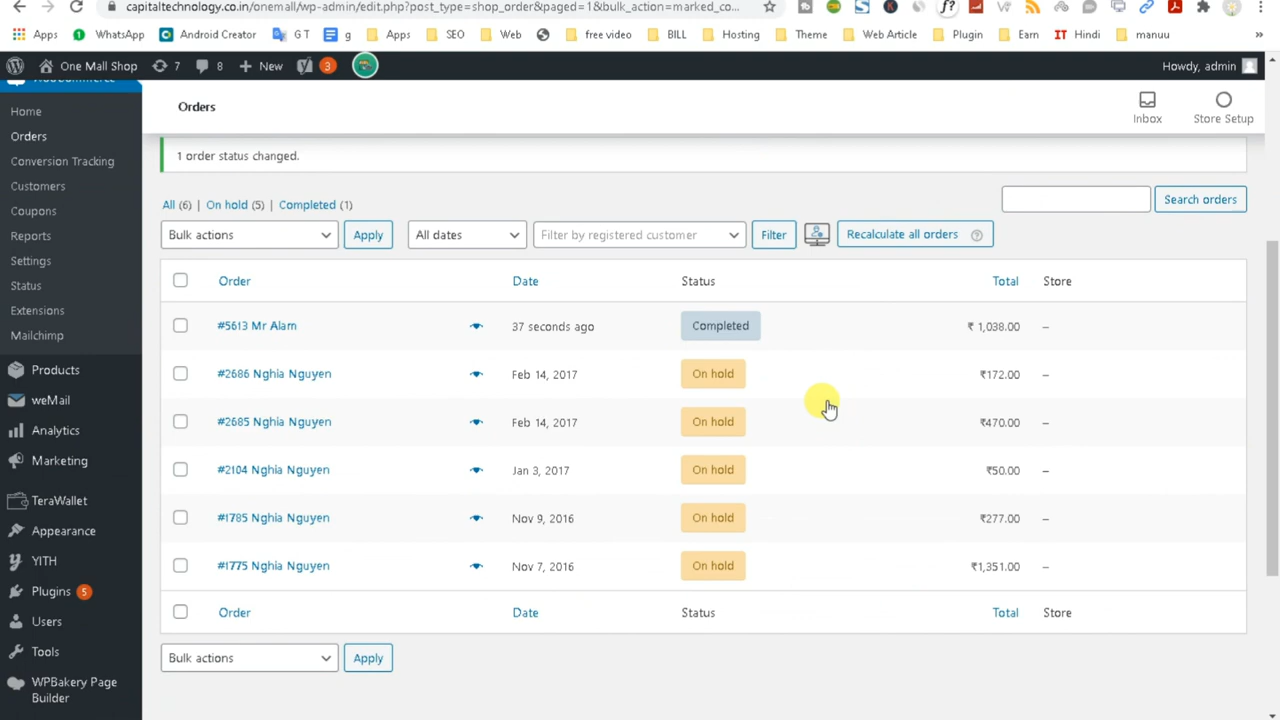 capitaltechnology.co.in/onemall/wp-admin/edit.php?post_type=shop_order&paged=1&bulk_action=marked_co...
Apps WhatsApp Android Creator G T g Apps SEO Web free video BILL Hosting Theme Web Article Plugin Earn IT Hindi manuu »
One Mall Shop 7 8 + New 3 Howdy, admin
Orders
Inbox
Store Setup
Home
Orders
Conversion Tracking
Customers
Coupons
Reports
Settings
Status
Extensions
Mailchimp
Products
weMail
Analytics
Marketing
TeraWallet
Appearance
YITH
Plugins 5
Users
Tools
WPBakery Page
Builder
1 order status changed.
All (6) | On hold (5) | Completed (1)
Search orders
Bulk actions Apply All dates Filter by registered customer Filter Recalculate all orders ?
Order Date Status Total Store
#5613 Mr Alam 37 seconds ago Completed ₹ 1,038.00 –
#2686 Nghia Nguyen Feb 14, 2017 On hold ₹172.00 –
#2685 Nghia Nguyen Feb 14, 2017 On hold ₹470.00 –
#2104 Nghia Nguyen Jan 3, 2017 On hold ₹50.00 –
#1785 Nghia Nguyen Nov 9, 2016 On hold ₹277.00 –
#1775 Nghia Nguyen Nov 7, 2016 On hold ₹1,351.00 –
Order Date Status Total Store
Bulk actions Apply